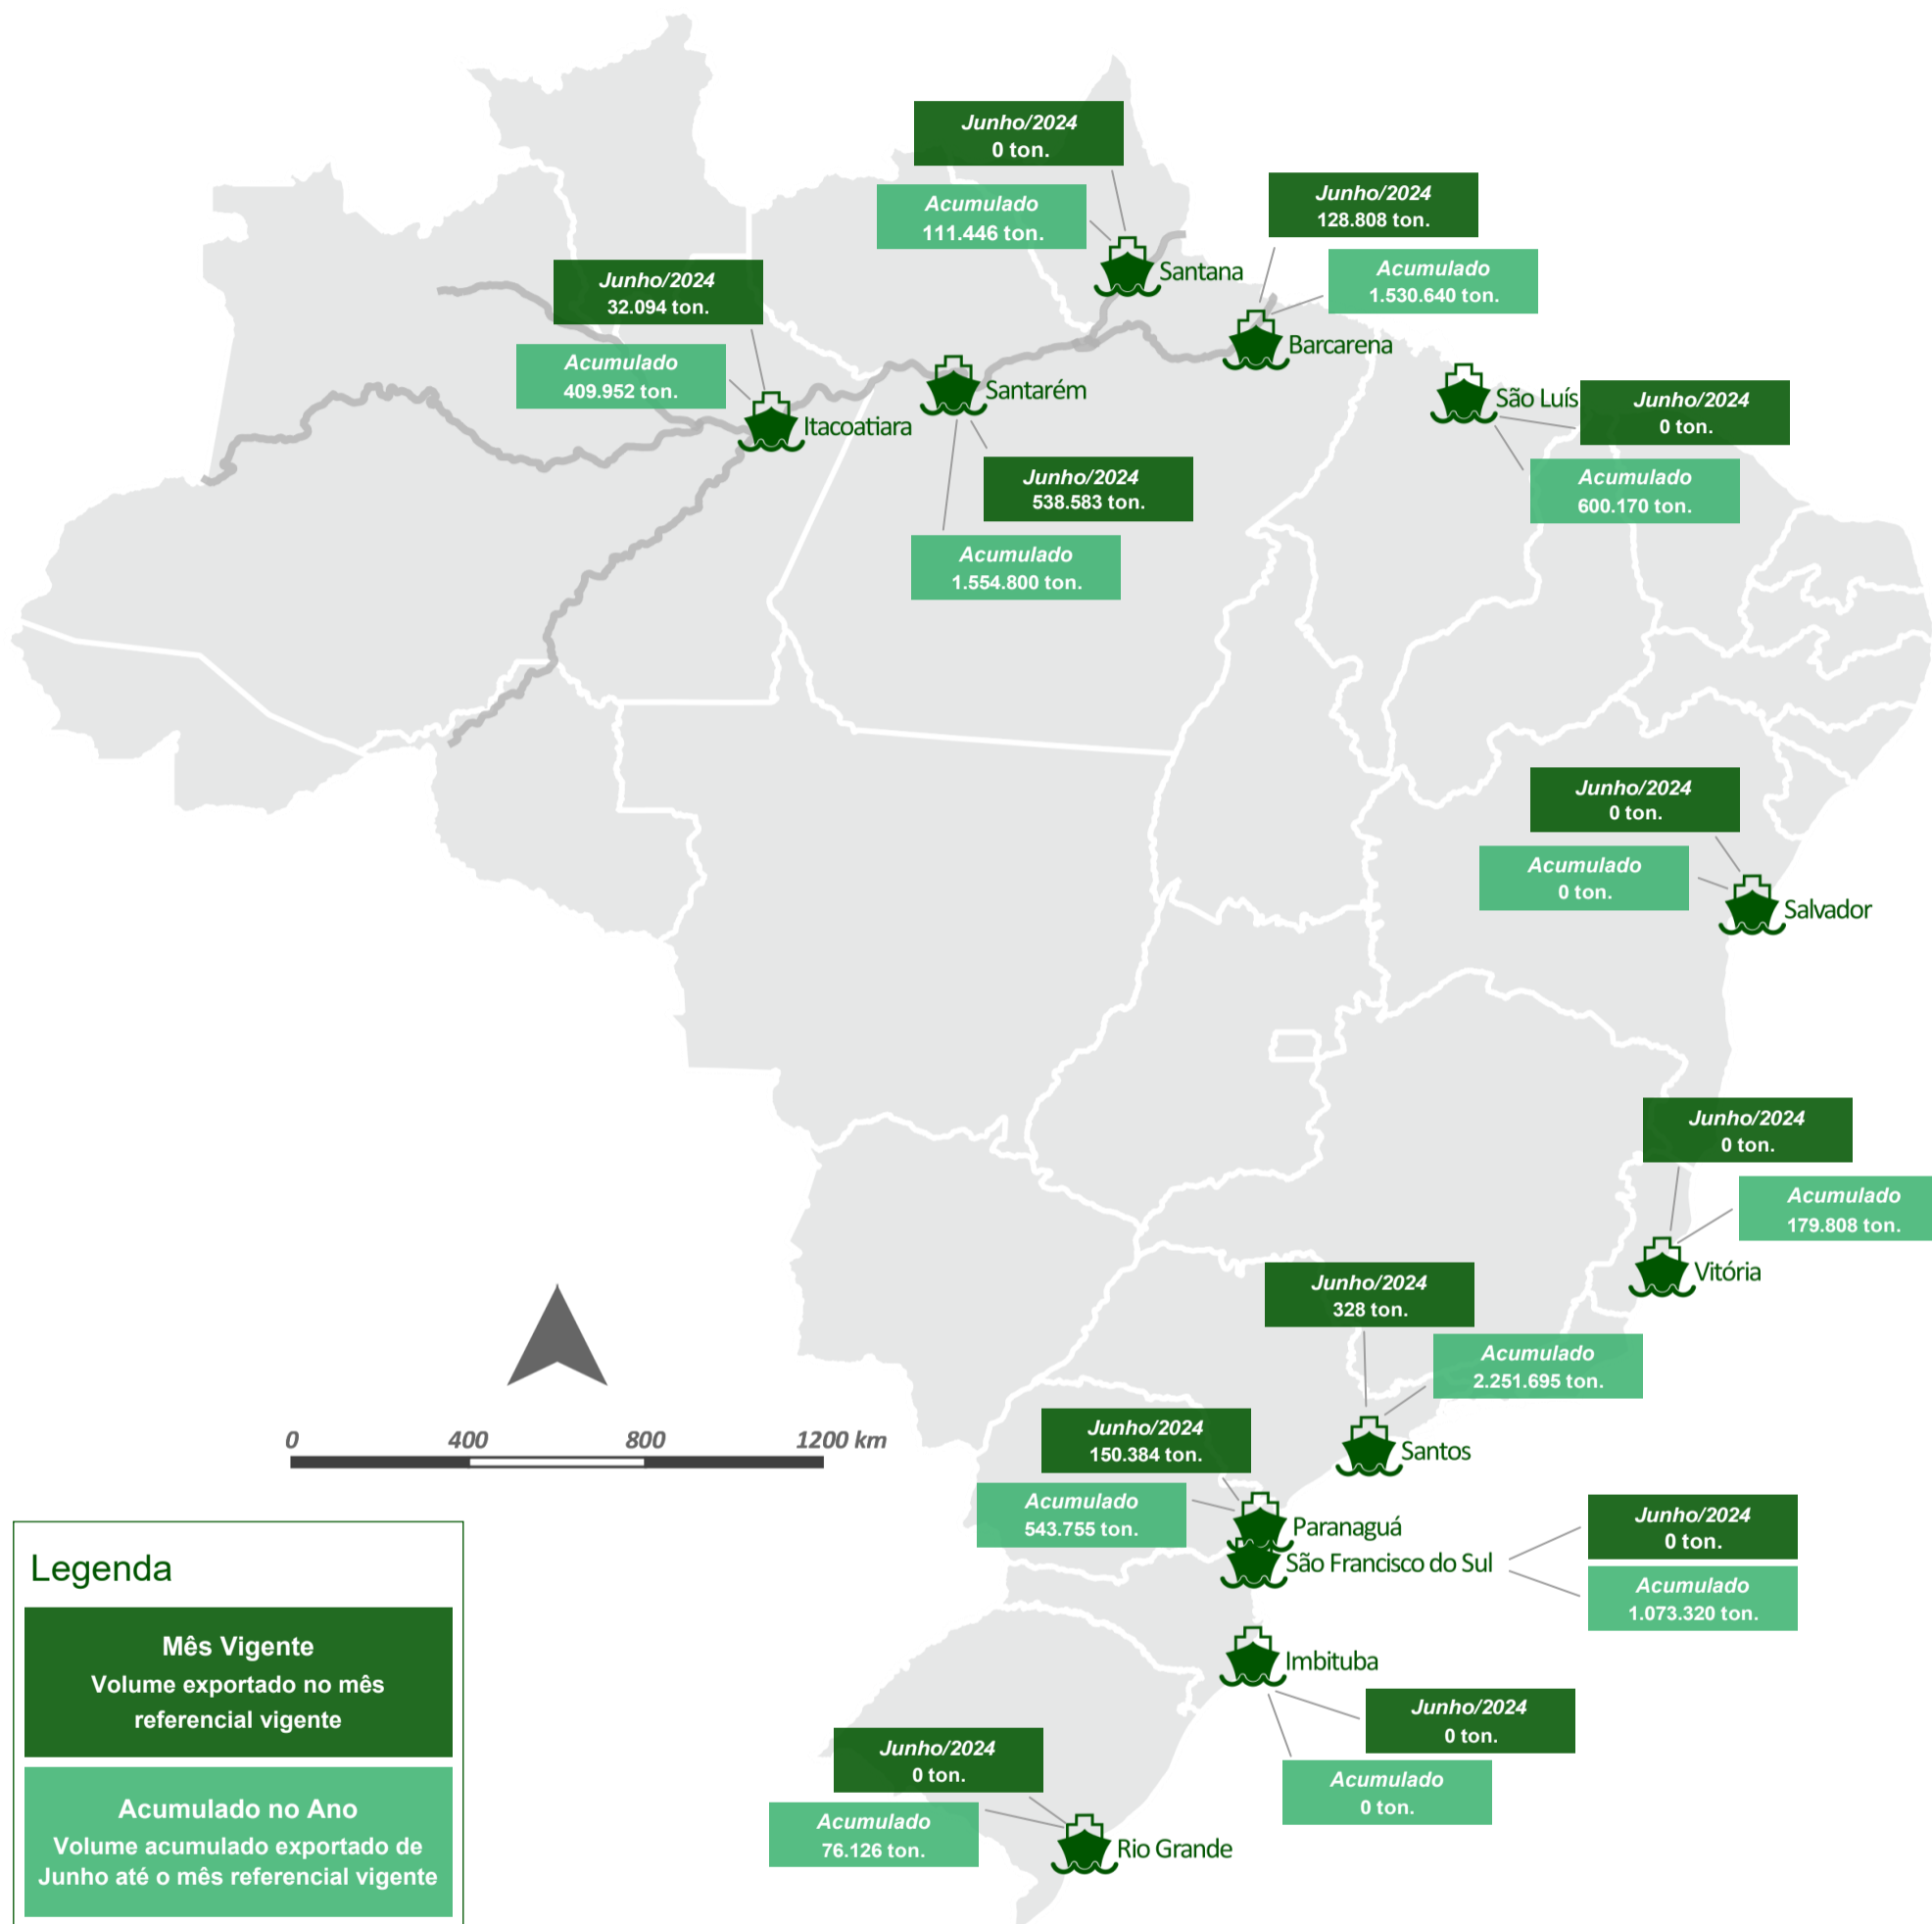 Junho/2024
0 ton.
Acumulado
111.446 ton.
Santana
Junho/2024
128.808 ton.
Acumulado
1.530.640 ton.
Barcarena
Junho/2024
32.094 ton.
Acumulado
409.952 ton.
Itacoatiara
Santarém
Junho/2024
538.583 ton.
Acumulado
1.554.800 ton.
São Luís
Junho/2024
0 ton.
Acumulado
600.170 ton.
Junho/2024
0 ton.
Acumulado
0 ton.
Salvador
Junho/2024
0 ton.
Acumulado
179.808 ton.
Vitória
Junho/2024
328 ton.
Acumulado
2.251.695 ton.
Santos
Junho/2024
150.384 ton.
Acumulado
543.755 ton.
Paranaguá
São Francisco do Sul
Junho/2024
0 ton.
Acumulado
1.073.320 ton.
Imbituba
Junho/2024
0 ton.
Acumulado
0 ton.
Junho/2024
0 ton.
Acumulado
76.126 ton.
Rio Grande
0 400 800 1200 km
Legenda
Mês Vigente
Volume exportado no mês
referencial vigente
Acumulado no Ano
Volume acumulado exportado de
Junho até o mês referencial vigente